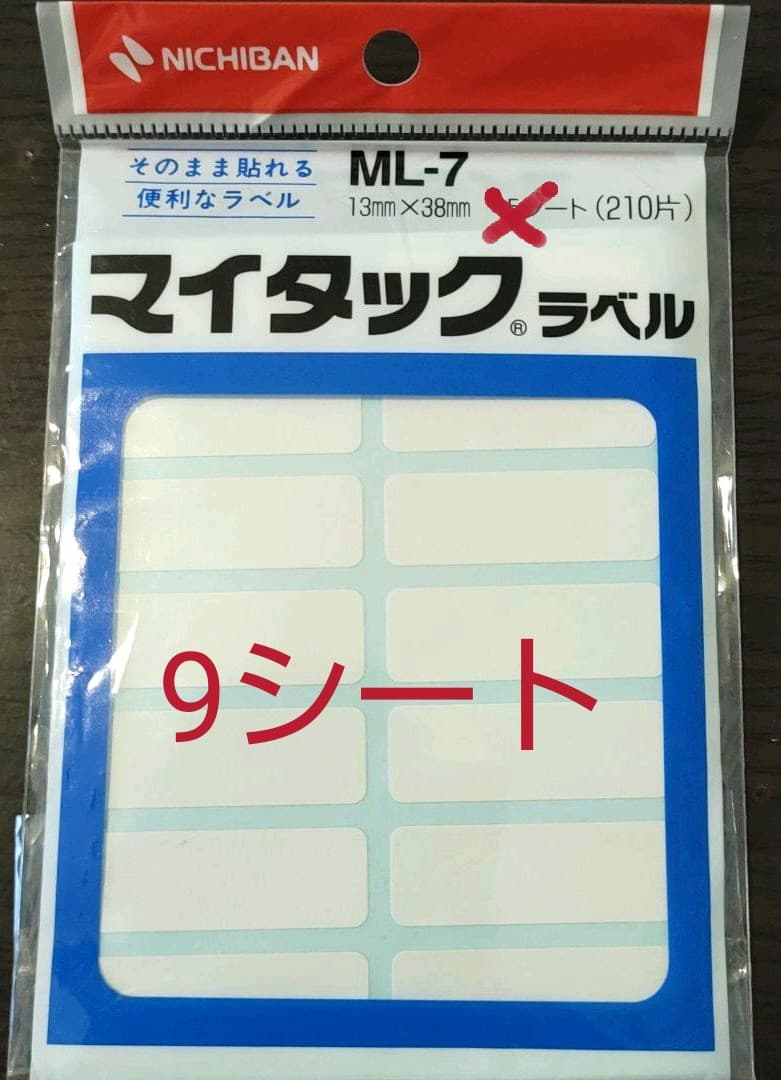 NICHIBAN
そのまま貼れる
便利なラベル
ML-7
13mm×38mm シート(210片)
マイタック®ラベル
9シート